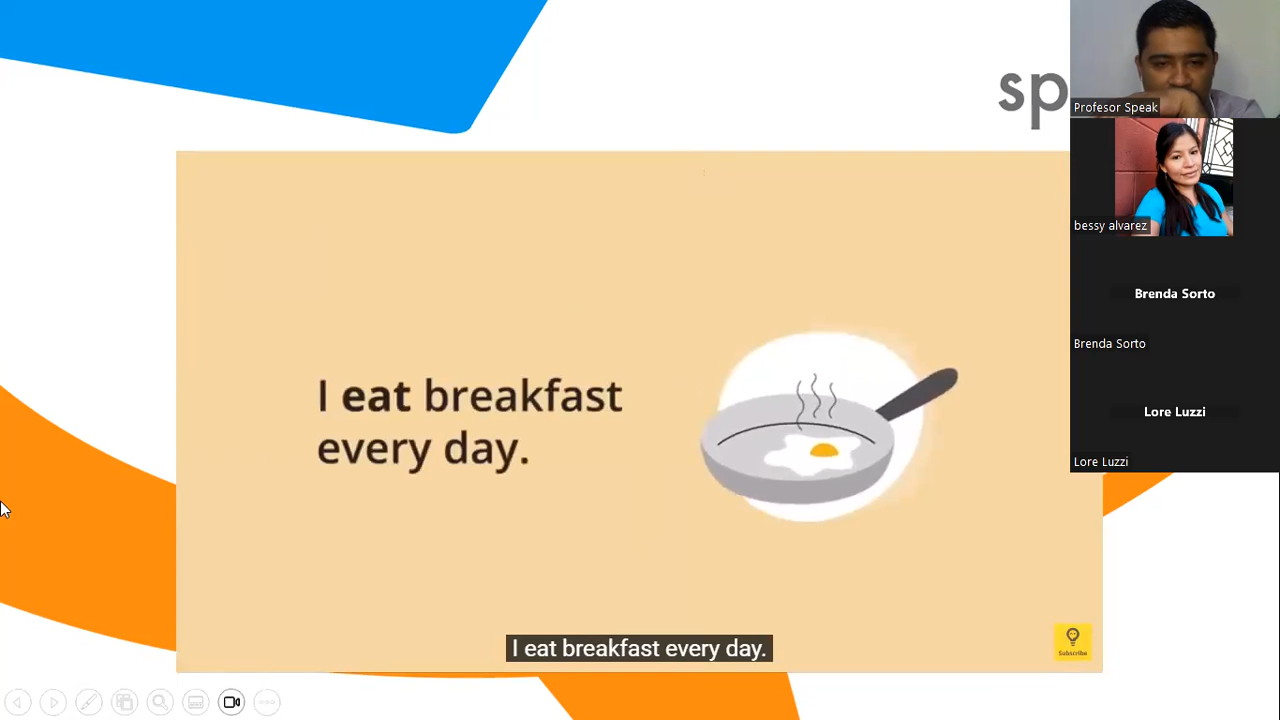 sp
Profesor Speak
bessy alvarez
Brenda Sorto
Brenda Sorto
Lore Luzzi
Lore Luzzi
I eat breakfast
every day.
I eat breakfast every day.
Subscribe